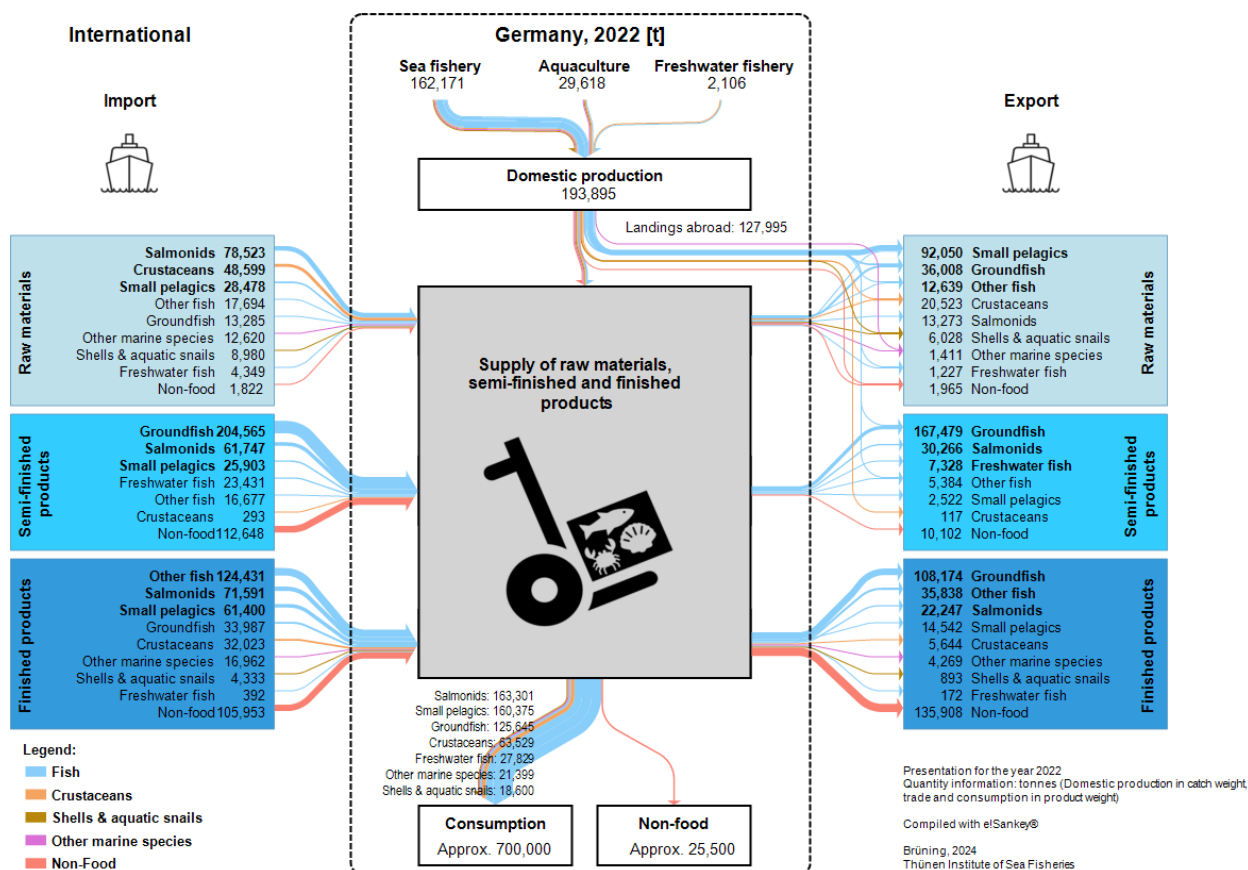 International
Germany, 2022 [t]
Sea fishery
162,171
Aquaculture
29,618
Freshwater fishery
2,106
Import
Export
Domestic production
193,895
Landings abroad: 127,995
Raw materials
Salmonids 78,523
Crustaceans 48,599
Small pelagics 28,478
Other fish 17,694
Groundfish 13,285
Other marine species 12,620
Shells & aquatic snails 8,980
Freshwater fish 4,349
Non-food 1,822
Semi-finished
products
Groundfish 204,565
Salmonids 61,747
Small pelagics 25,903
Freshwater fish 23,431
Other fish 16,677
Crustaceans 293
Non-food 112,648
Finished products
Other fish 124,431
Salmonids 71,591
Small pelagics 61,400
Groundfish 33,987
Crustaceans 32,023
Other marine species 16,962
Shells & aquatic snails 4,333
Freshwater fish 392
Non-food 105,953
Supply of raw materials,
semi-finished and finished
products
92,050 Small pelagics
36,008 Groundfish
12,639 Other fish
20,523 Crustaceans
13,273 Salmonids
6,028 Shells & aquatic snails
1,411 Other marine species
1,227 Freshwater fish
1,965 Non-food
Raw materials
167,479 Groundfish
30,266 Salmonids
7,328 Freshwater fish
5,384 Other fish
2,522 Small pelagics
117 Crustaceans
10,102 Non-food
Semi-finished
products
108,174 Groundfish
35,838 Other fish
22,247 Salmonids
14,542 Small pelagics
5,644 Crustaceans
4,269 Other marine species
893 Shells & aquatic snails
172 Freshwater fish
135,908 Non-food
Finished products
Salmonids: 163,301
Small pelagics: 160,375
Groundfish: 125,645
Crustaceans: 63,529
Freshwater fish: 27,829
Other marine species: 21,399
Shells & aquatic snails: 18,600
Consumption
Approx. 700,000
Non-food
Approx. 25,500
Legend:
Fish
Crustaceans
Shells & aquatic snails
Other marine species
Non-Food
Presentation for the year 2022
Quantity information: tonnes (Domestic production in catch weight,
trade and consumption in product weight)
Compiled with e!Sankey®
Brüning, 2024
Thünen Institute of Sea Fisheries